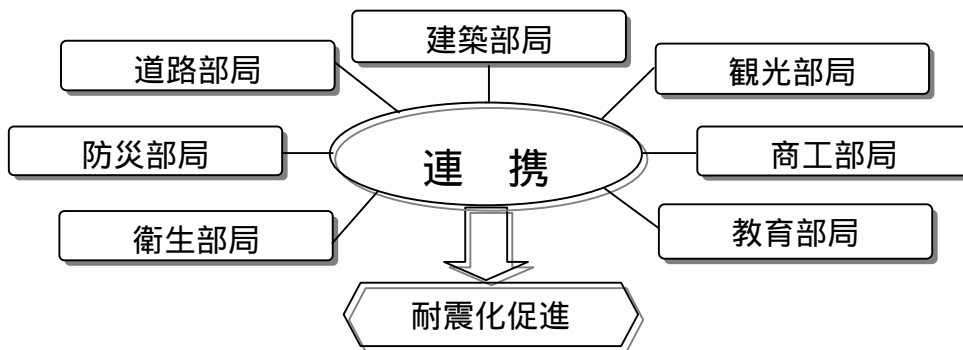 建築部局
道路部局
観光部局
防災部局
連　携
商工部局
衛生部局
教育部局
耐震化促進